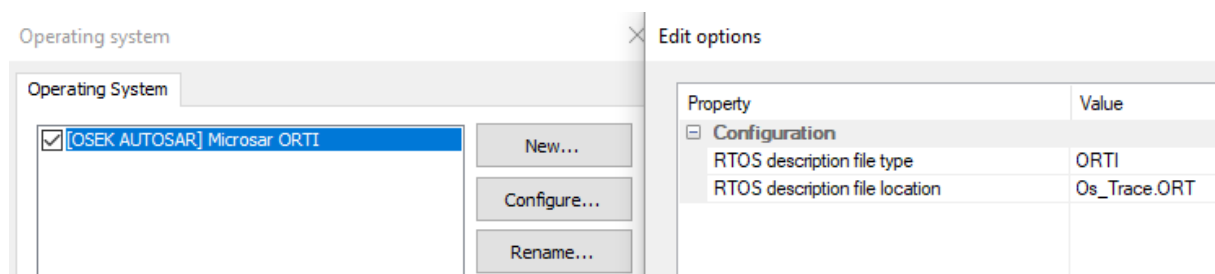 Operating system
Operating System
[OSEK AUTOSAR] Microsar ORTI
New...
Configure...
Rename...
Edit options
Property Value
Configuration
RTOS description file type ORTI
RTOS description file location Os_Trace.ORT